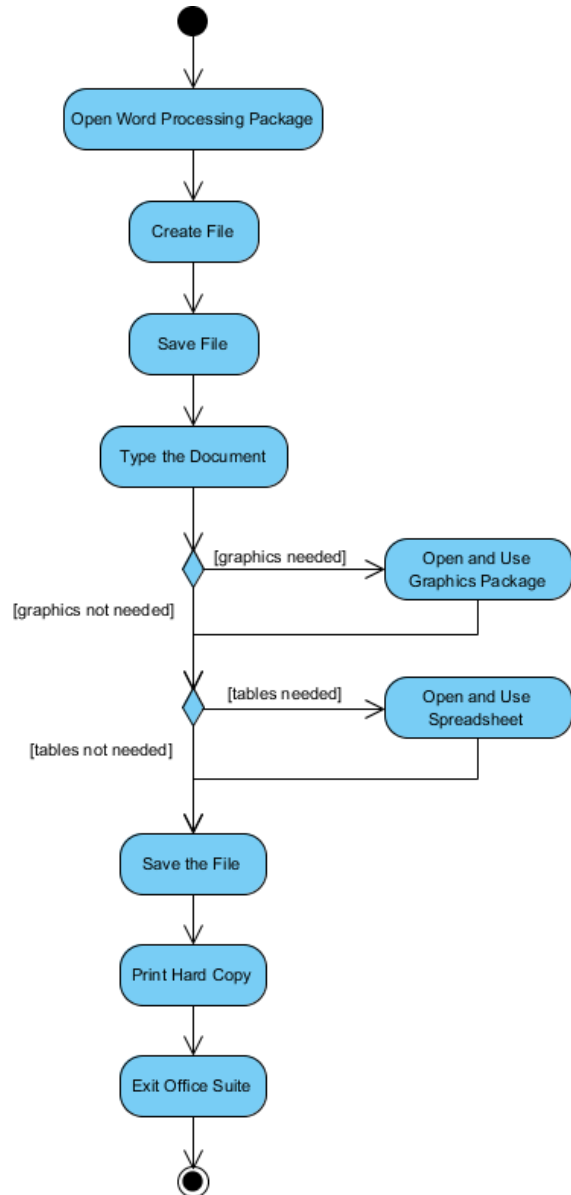 Open Word Processing Package
Create File
Save File
Type the Document
[graphics needed]
Open and Use
Graphics Package
[graphics not needed]
[tables needed]
Open and Use
Spreadsheet
[tables not needed]
Save the File
Print Hard Copy
Exit Office Suite